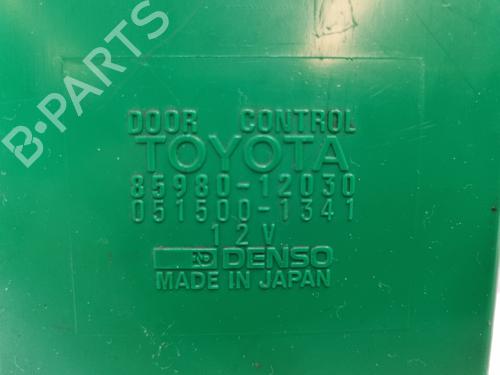 B-PARTS
DOOR CONTROL
TOYOTA
85980-12030
051500-1341
12V
DENSO
MADE IN JAPAN